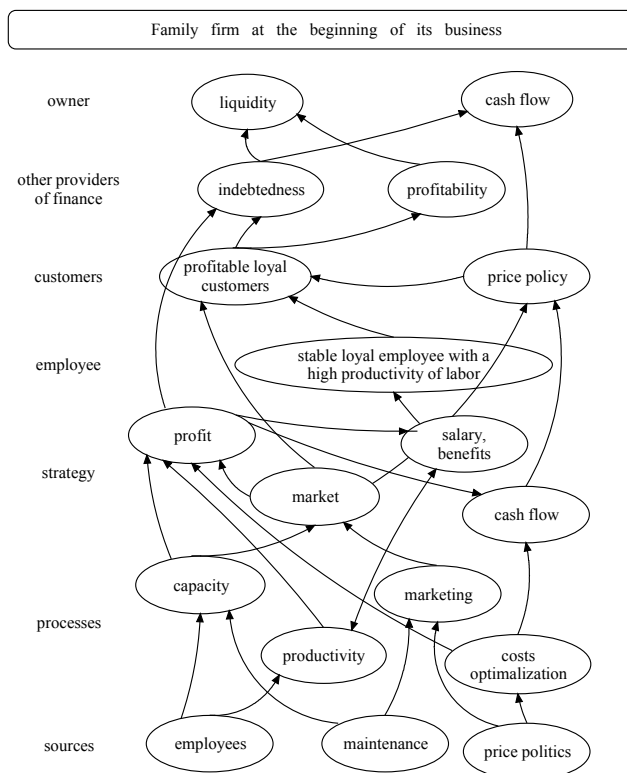 Family firm at the beginning of its business
owner
liquidity
cash flow
other providers
of finance
indebtedness
profitability
customers
profitable loyal
customers
price policy
employee
stable loyal employee with a
high productivity of labor
profit
salary,
benefits
strategy
market
cash flow
capacity
marketing
processes
productivity
costs
optimalization
sources
employees
maintenance
price politics